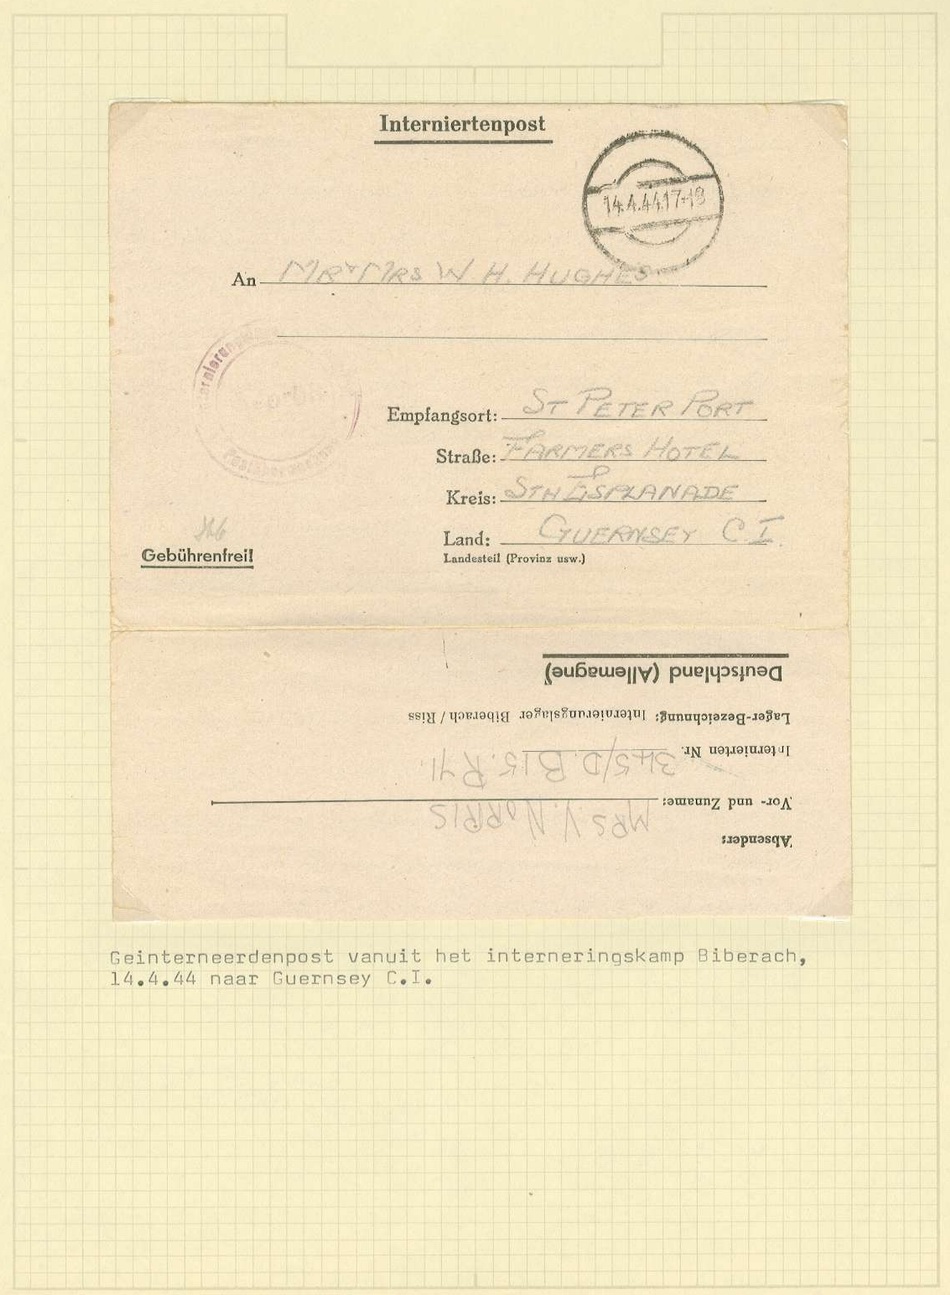 Interniertenpost
14.4.44.17-18
An MR & MRS W H. HUGHES
Empfangsort: ST PETER PORT
Straße: FARMERS HOTEL
Kreis: STH ESPLANADE
Land: GUERNSEY C.I.
Landesteil (Provinz usw.)
Gebührenfrei!
Deutschland (Allemagne)
Lager-Bezeichnung: Internierungslager Biberach / Riss
Internierten Nr. 345/D. B15. R41.
Vor- und Zuname: MRS V. NORRIS
Absender:
Geinterneerdenpost vanuit het interneringskamp Biberach,
14.4.44 naar Guernsey C.I.